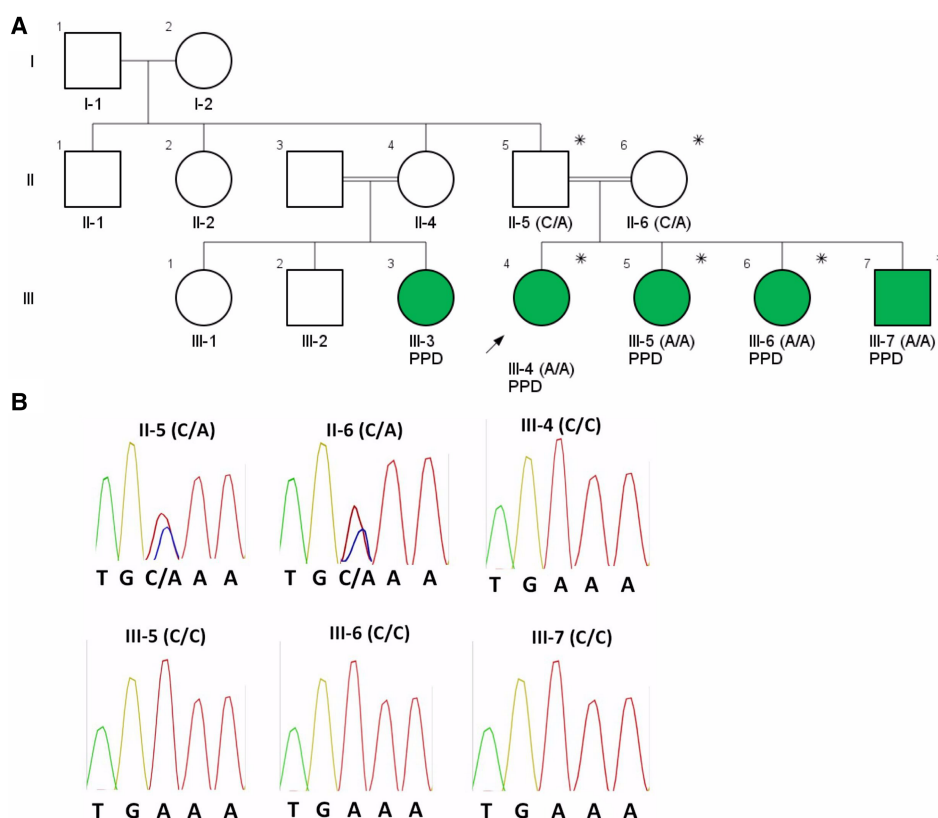 A
1 2
I
I-1 I-2
1 2 3 4 5 * 6 *
II
II-1 II-2 II-4 II-5 (C/A) II-6 (C/A)
1 2 3 4 * 5 * 6 * 7 *
III
III-1 III-2 III-3 III-4 (A/A) III-5 (A/A) III-6 (A/A) III-7 (A/A)
PPD PPD PPD PPD PPD
B
II-5 (C/A) II-6 (C/A) III-4 (C/C)
T G C/A A A T G C/A A A T G A A A
III-5 (C/C) III-6 (C/C) III-7 (C/C)
T G A A A T G A A A T G A A A